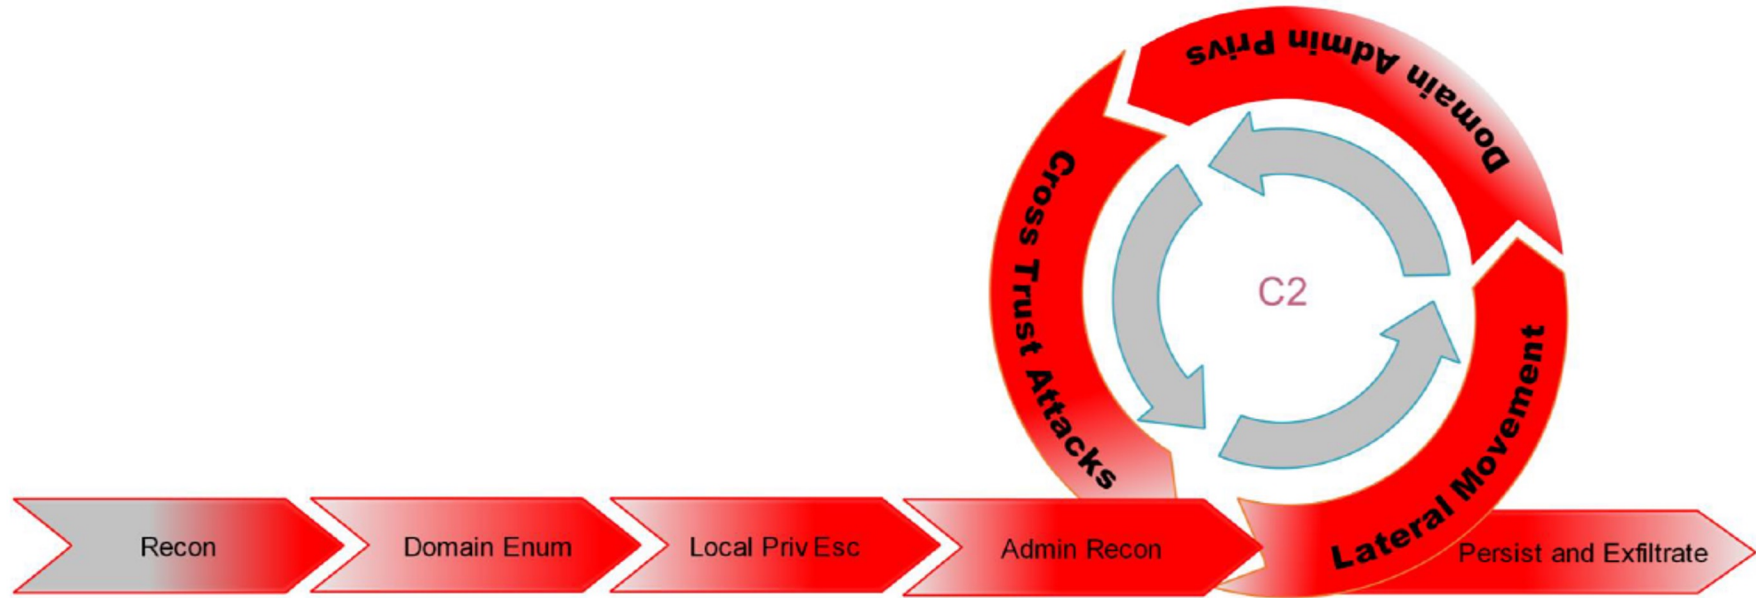 Domain Admin Privs
Cross Trust Attacks
C2
Lateral Movement
Recon
Domain Enum
Local Priv Esc
Admin Recon
Persist and Exfiltrate